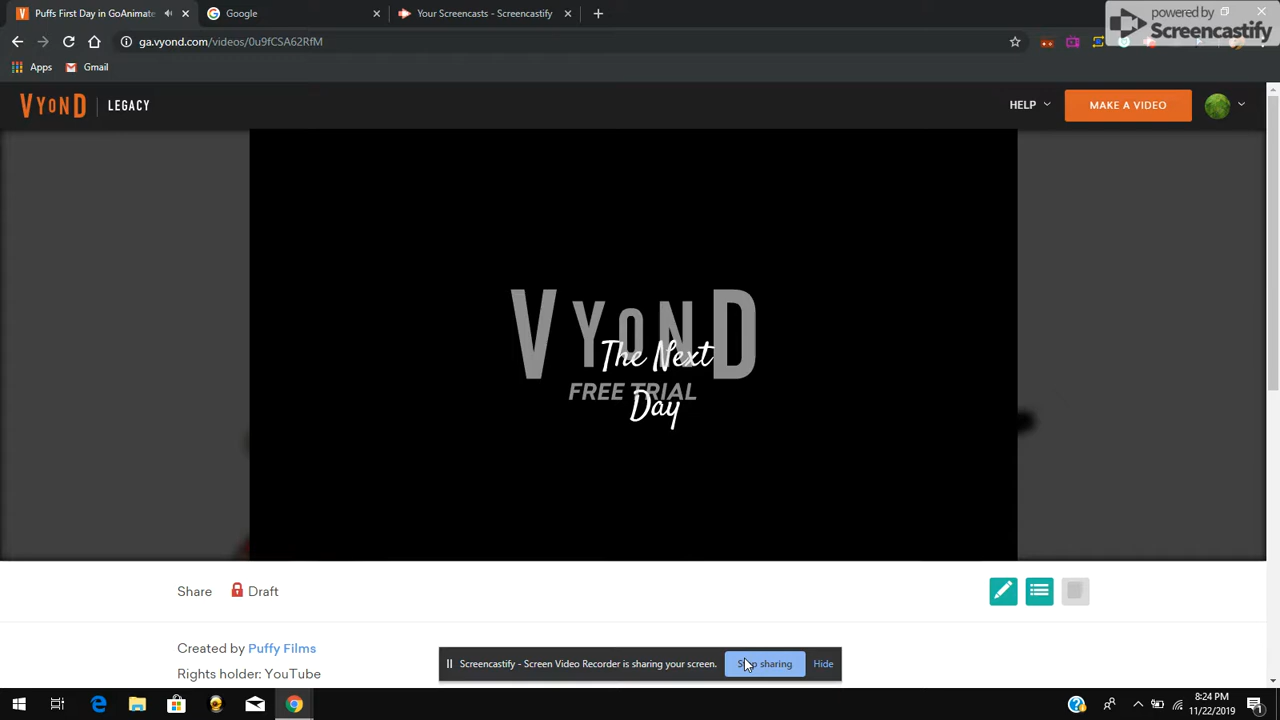 Puffs First Day in GoAnimate
Google
Your Screencasts - Screencastify
powered by
Screencastify
ga.vyond.com/videos/0u9fCSA62RfM
Apps
Gmail
VYOND
LEGACY
HELP
MAKE A VIDEO
VYOND
The Next
FREE TRIAL
Day
Share
Draft
Created by Puffy Films
Rights holder: YouTube
Screencastify - Screen Video Recorder is sharing your screen.
Stop sharing
Hide
8:24 PM
11/22/2019